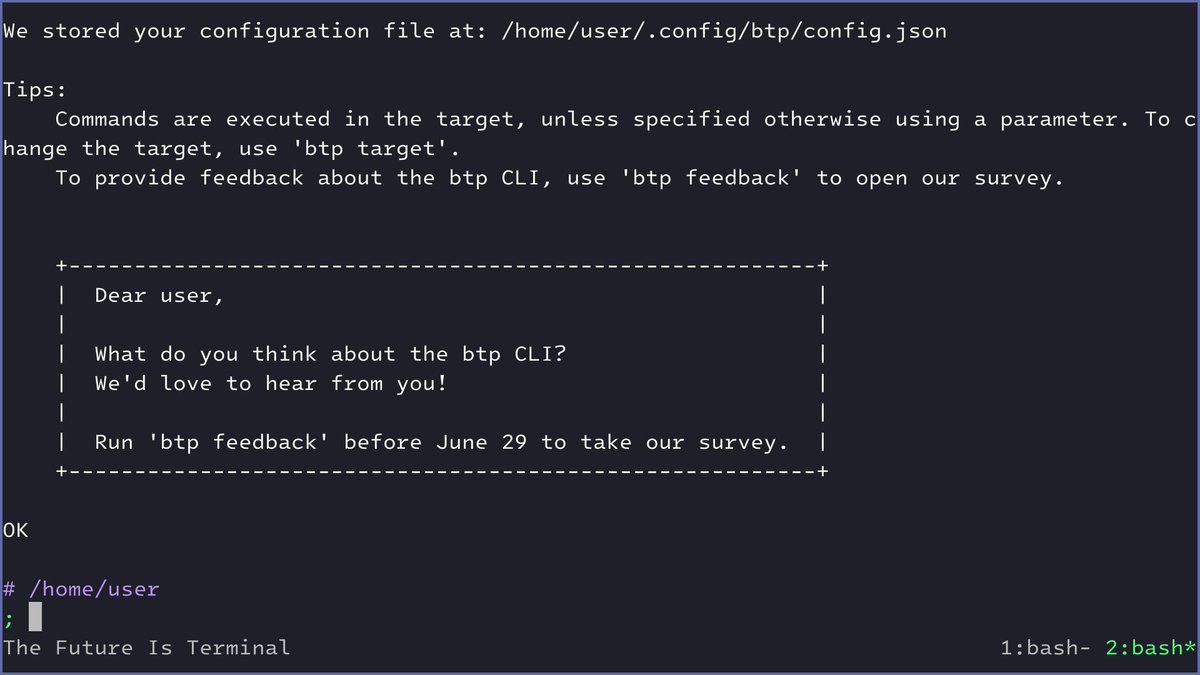 We stored your configuration file at: /home/user/.config/btp/config.json
Tips:
    Commands are executed in the target, unless specified otherwise using a parameter. To c
hange the target, use 'btp target'.
    To provide feedback about the btp CLI, use 'btp feedback' to open our survey.
    +---------------------------------------------------------+
    |  Dear user,                                             |
    |                                                         |
    |  What do you think about the btp CLI?                   |
    |  We'd love to hear from you!                            |
    |                                                         |
    |  Run 'btp feedback' before June 29 to take our survey.  |
    +---------------------------------------------------------+
OK
# /home/user
;
The Future Is Terminal 1:bash- 2:bash*